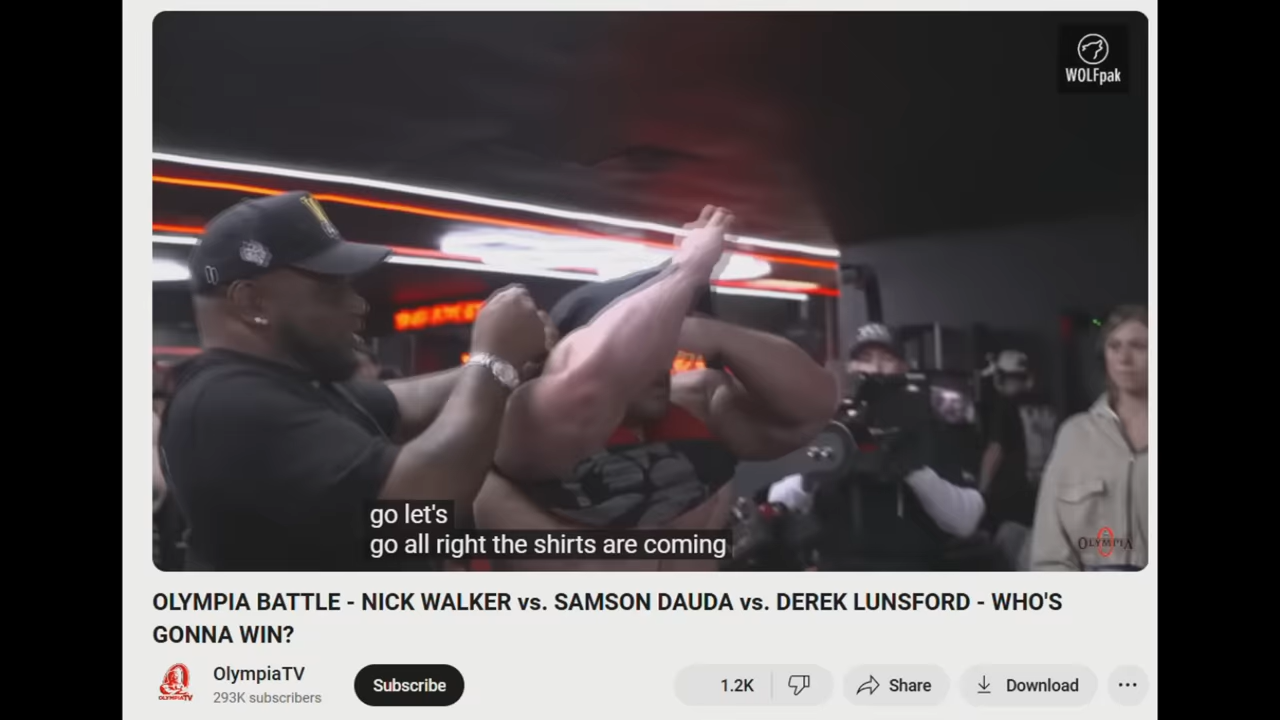 WOLFpak
go let's
go all right the shirts are coming
OLYMPIA
OLYMPIA BATTLE - NICK WALKER vs. SAMSON DAUDA vs. DEREK LUNSFORD - WHO'S
GONNA WIN?
OlympiaTV
293K subscribers
Subscribe
1.2K
Share
Download